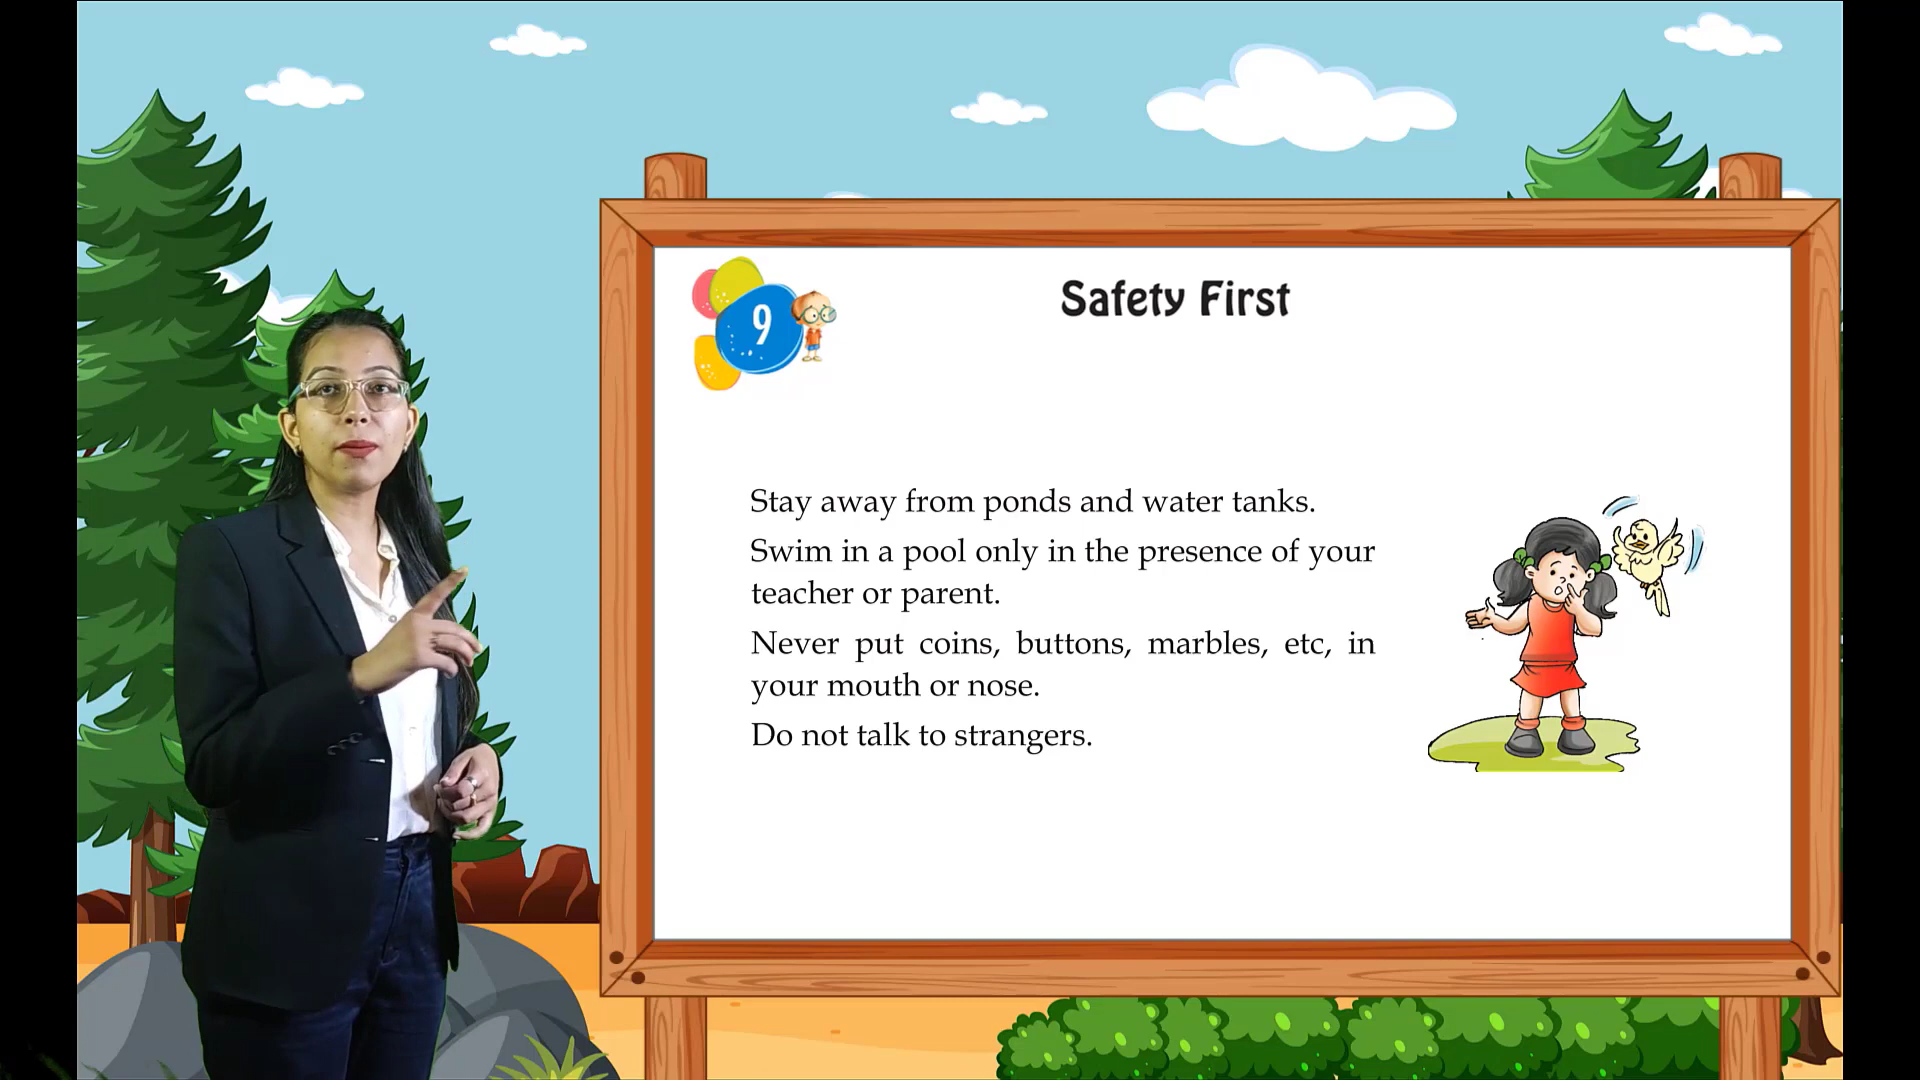 9
Safety First
Stay away from ponds and water tanks.
Swim in a pool only in the presence of your
teacher or parent.
Never put coins, buttons, marbles, etc, in
your mouth or nose.
Do not talk to strangers.